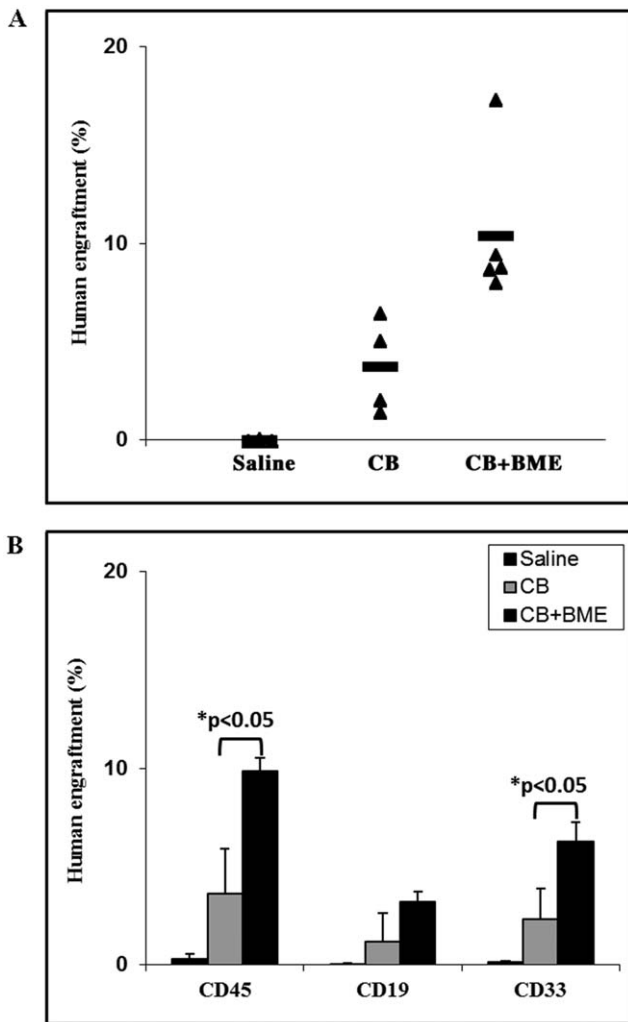 A
Human engraftment (%)
20
10
0
Saline CB CB+BME
B
Human engraftment (%)
20
10
0
Saline
CB
CB+BME
*p<0.05
*p<0.05
CD45 CD19 CD33